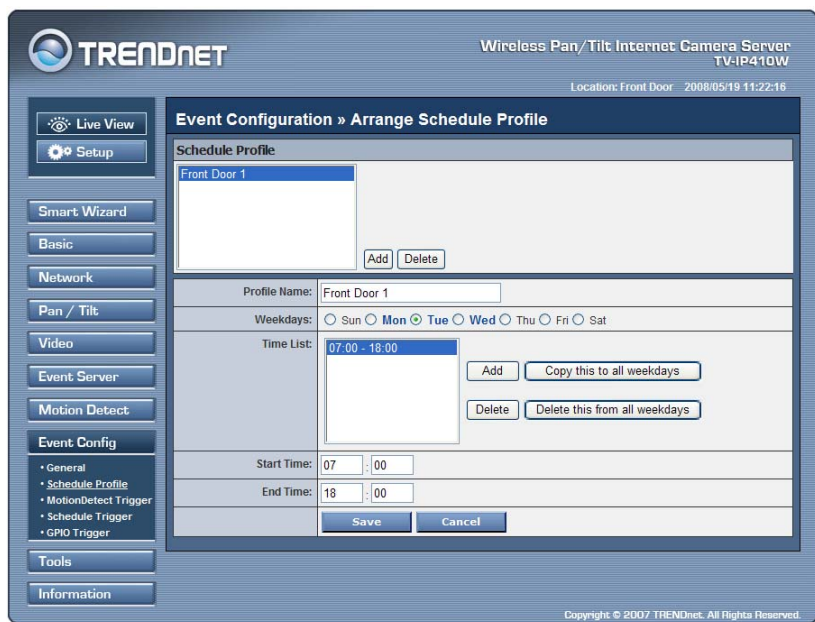 TRENDNET
Wireless Pan/Tilt Internet Camera Server
TV-IP410W
Location: Front Door 2008/05/19 11:22:16
Live View
Setup
Smart Wizard
Basic
Network
Pan / Tilt
Video
Event Server
Motion Detect
Event Config
• General
• Schedule Profile
• MotionDetect Trigger
• Schedule Trigger
• GPIO Trigger
Tools
Information
Event Configuration » Arrange Schedule Profile
Schedule Profile
Front Door 1
Add Delete
Profile Name: Front Door 1
Weekdays: Sun Mon Tue Wed Thu Fri Sat
Time List: 07:00 - 18:00
Add Copy this to all weekdays
Delete Delete this from all weekdays
Start Time: 07 : 00
End Time: 18 : 00
Save Cancel
Copyright © 2007 TRENDnet. All Rights Reserved.